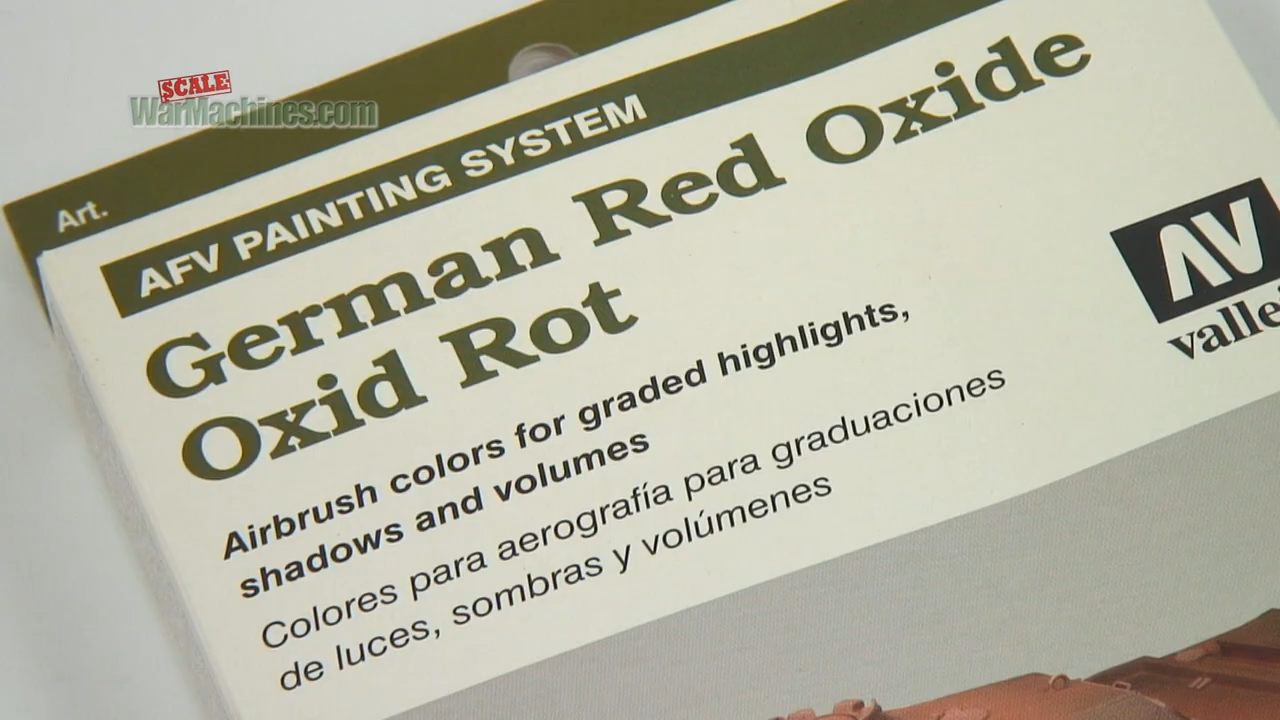 SCALE
WarMachines.com
Art.
AFV PAINTING SYSTEM
German Red Oxide
Oxid Rot
Airbrush colors for graded highlights,
shadows and volumes
Colores para aerografía para graduaciones
de luces, sombras y volúmenes
AV